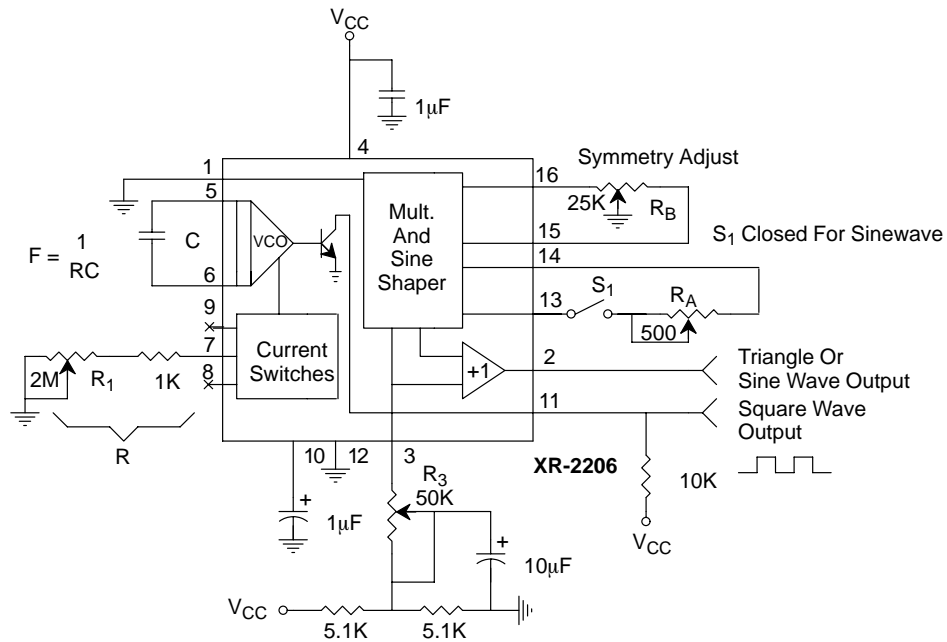 VCC
1µF
4
1
16
Symmetry Adjust
5
25K
RB
Mult.
And
Sine
Shaper
VCO
C
15
S1 Closed For Sinewave
F = 1
RC
14
6
S1
RA
13
9
500
7
Current
Switches
2M
R1
1K
8
+1
2
Triangle Or
Sine Wave Output
11
Square Wave
Output
R
10
12
3
XR-2206
10K
R3
50K
+
1µF
VCC
+
10µF
VCC
5.1K
5.1K